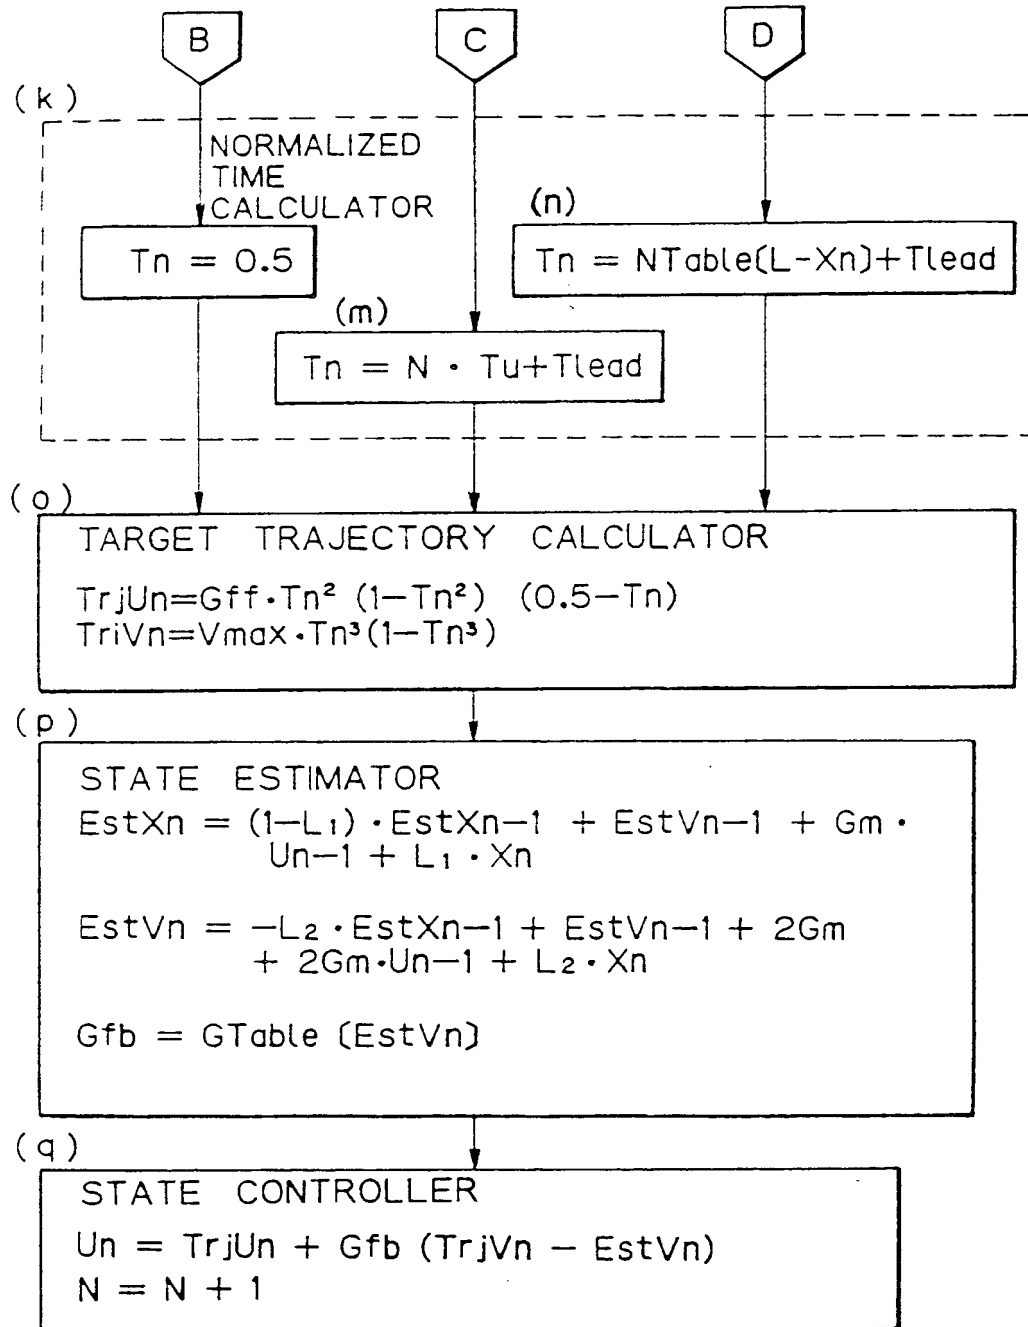 B
C
D
(k)
NORMALIZED
TIME
CALCULATOR
Tn = 0.5
(n)
Tn = NTable(L-Xn)+Tlead
(m)
Tn = N · Tu+Tlead
(o)
TARGET TRAJECTORY CALCULATOR
TrjUn=Gff·Tn² (1-Tn²) (0.5-Tn)
TriVn=Vmax·Tn³(1-Tn³)
(p)
STATE ESTIMATOR
EstXn = (1-L₁)·EstXn-1 + EstVn-1 + Gm·
Un-1 + L₁·Xn
EstVn = -L₂·EstXn-1 + EstVn-1 + 2Gm
+ 2Gm·Un-1 + L₂·Xn
Gfb = GTable (EstVn)
(q)
STATE CONTROLLER
Un = TrjUn + Gfb (TrjVn - EstVn)
N = N + 1